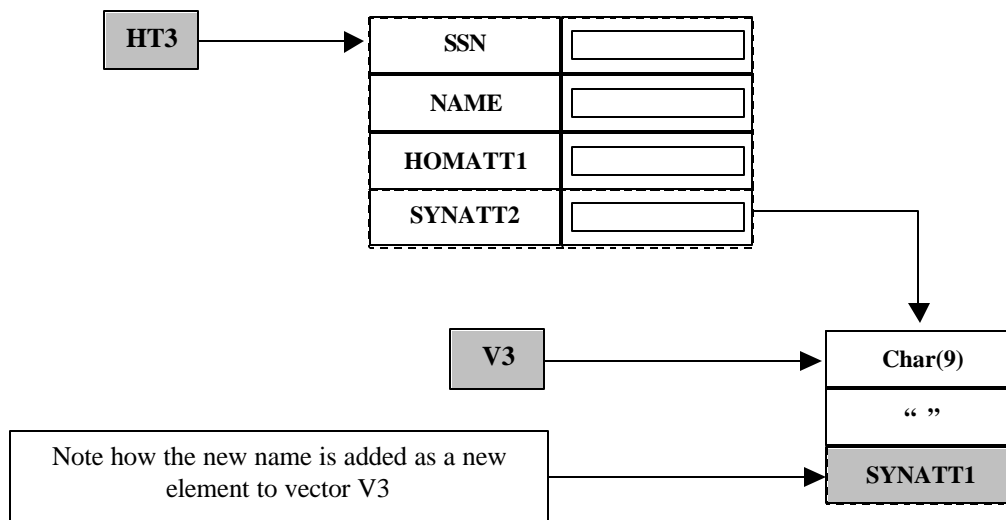 HT3
SSN
NAME
HOMATT1
SYNATT2
V3
Char(9)
“ ”
Note how the new name is added as a new
element to vector V3
SYNATT1